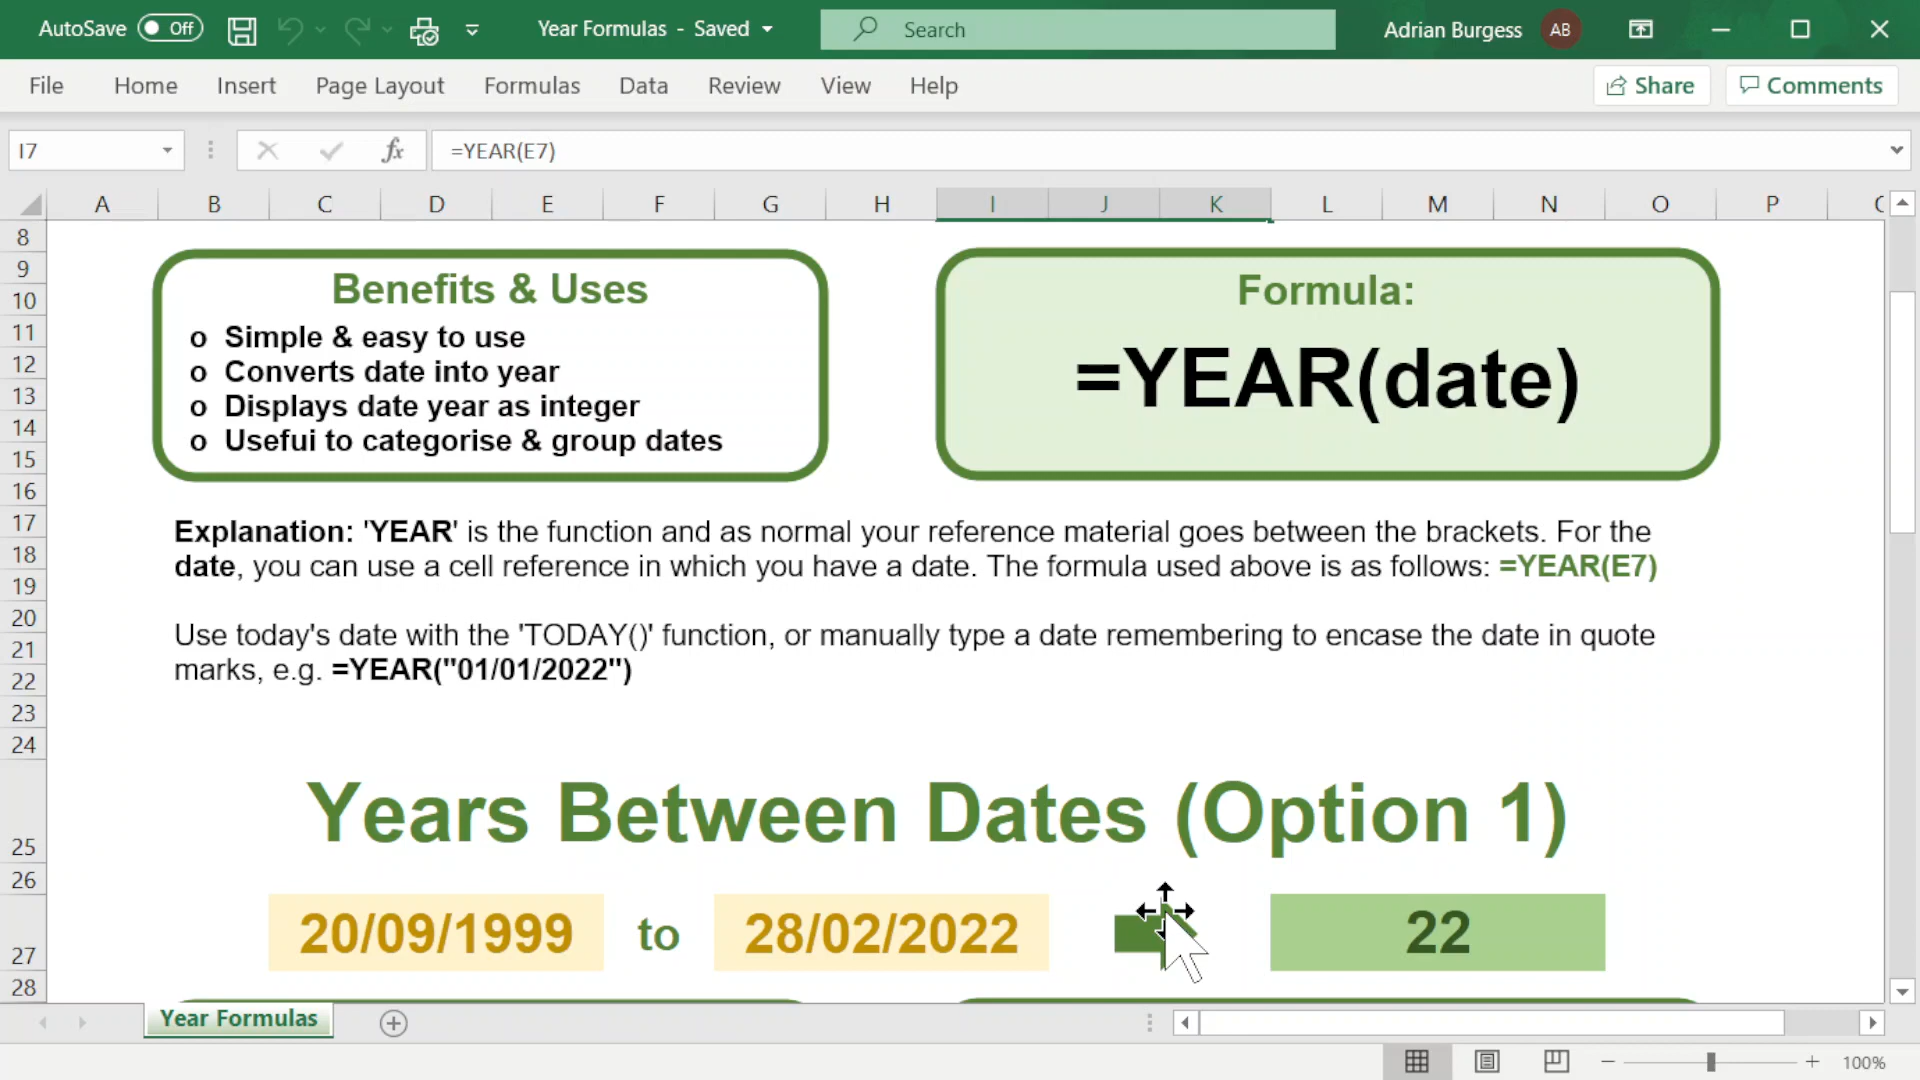 AutoSave Off Year Formulas - Saved Search Adrian Burgess AB
File Home Insert Page Layout Formulas Data Review View Help Share Comments
I7 fx =YEAR(E7)
A B C D E F G H I J K L M N O P
8
9
10
11
12
13
14
15
16
17
18
19
20
21
22
23
24
25
26
27
28
Benefits & Uses
o Simple & easy to use
o Converts date into year
o Displays date year as integer
o Usefui to categorise & group dates
Formula:
=YEAR(date)
Explanation: 'YEAR' is the function and as normal your reference material goes between the brackets. For the
date, you can use a cell reference in which you have a date. The formula used above is as follows: =YEAR(E7)
Use today's date with the 'TODAY()' function, or manually type a date remembering to encase the date in quote
marks, e.g. =YEAR("01/01/2022")
Years Between Dates (Option 1)
20/09/1999 to 28/02/2022 22
Year Formulas
100%